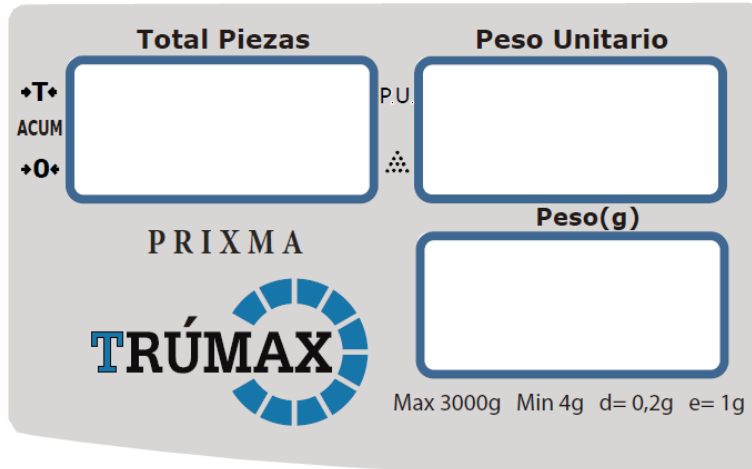 Total Piezas
Peso Unitario
→T←
P.U.
ACUM
→0←
Peso(g)
PRIXMA
TRÚMAX
Max 3000g Min 4g d= 0,2g e= 1g